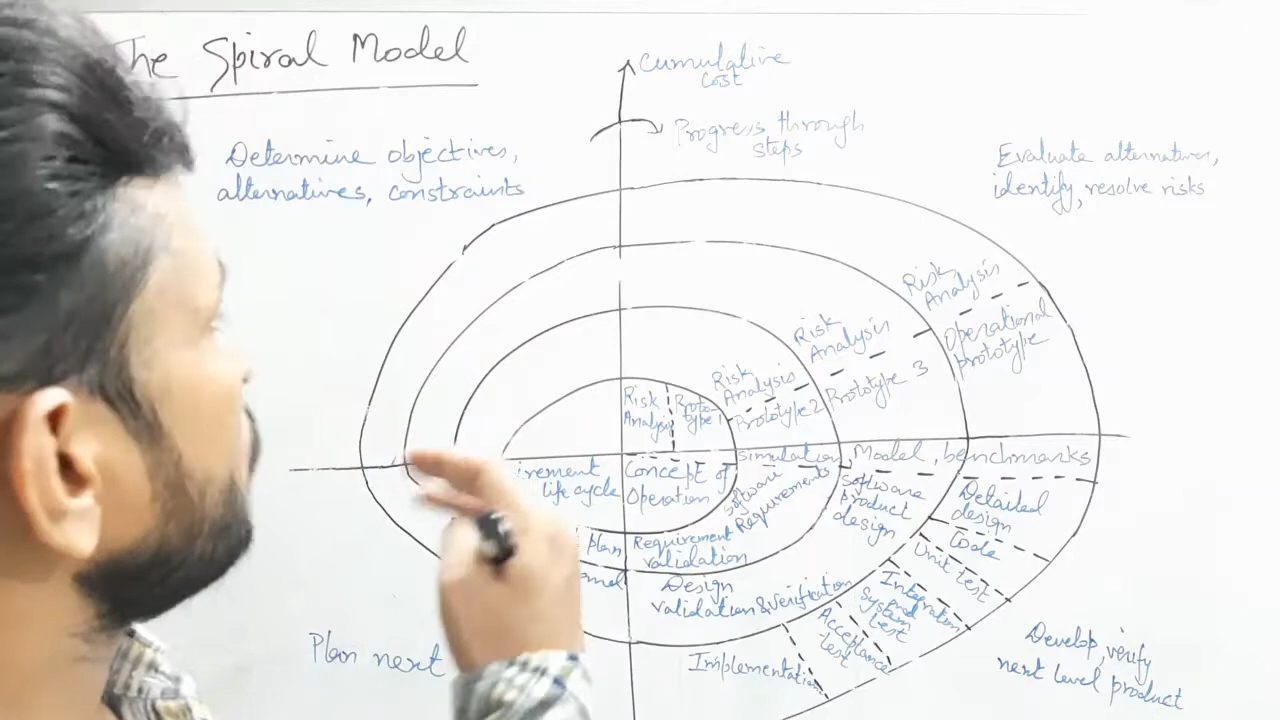 The Spiral Model
Cumulative
Cost
Progress through
steps
Determine objectives,
alternatives, constraints
Evaluate alternatives,
identify, resolve risks
Risk
Analysis
Operational
prototype
Risk
Analysis
Prototype 3
Risk
Analysis
Prototype 2
Risk
Analysis
Proto-
type 1
simulation
Model, benchmarks
irement
life cycle
Concept of
Operation
software
Requirements
software
product
design
Detailed
design
Code
Unit test
Integration
and
system
test
Acceptance
test
Implementation
plan
Requirement
validation
Design
validation & verification
Plan next
Develop, verify
next level product